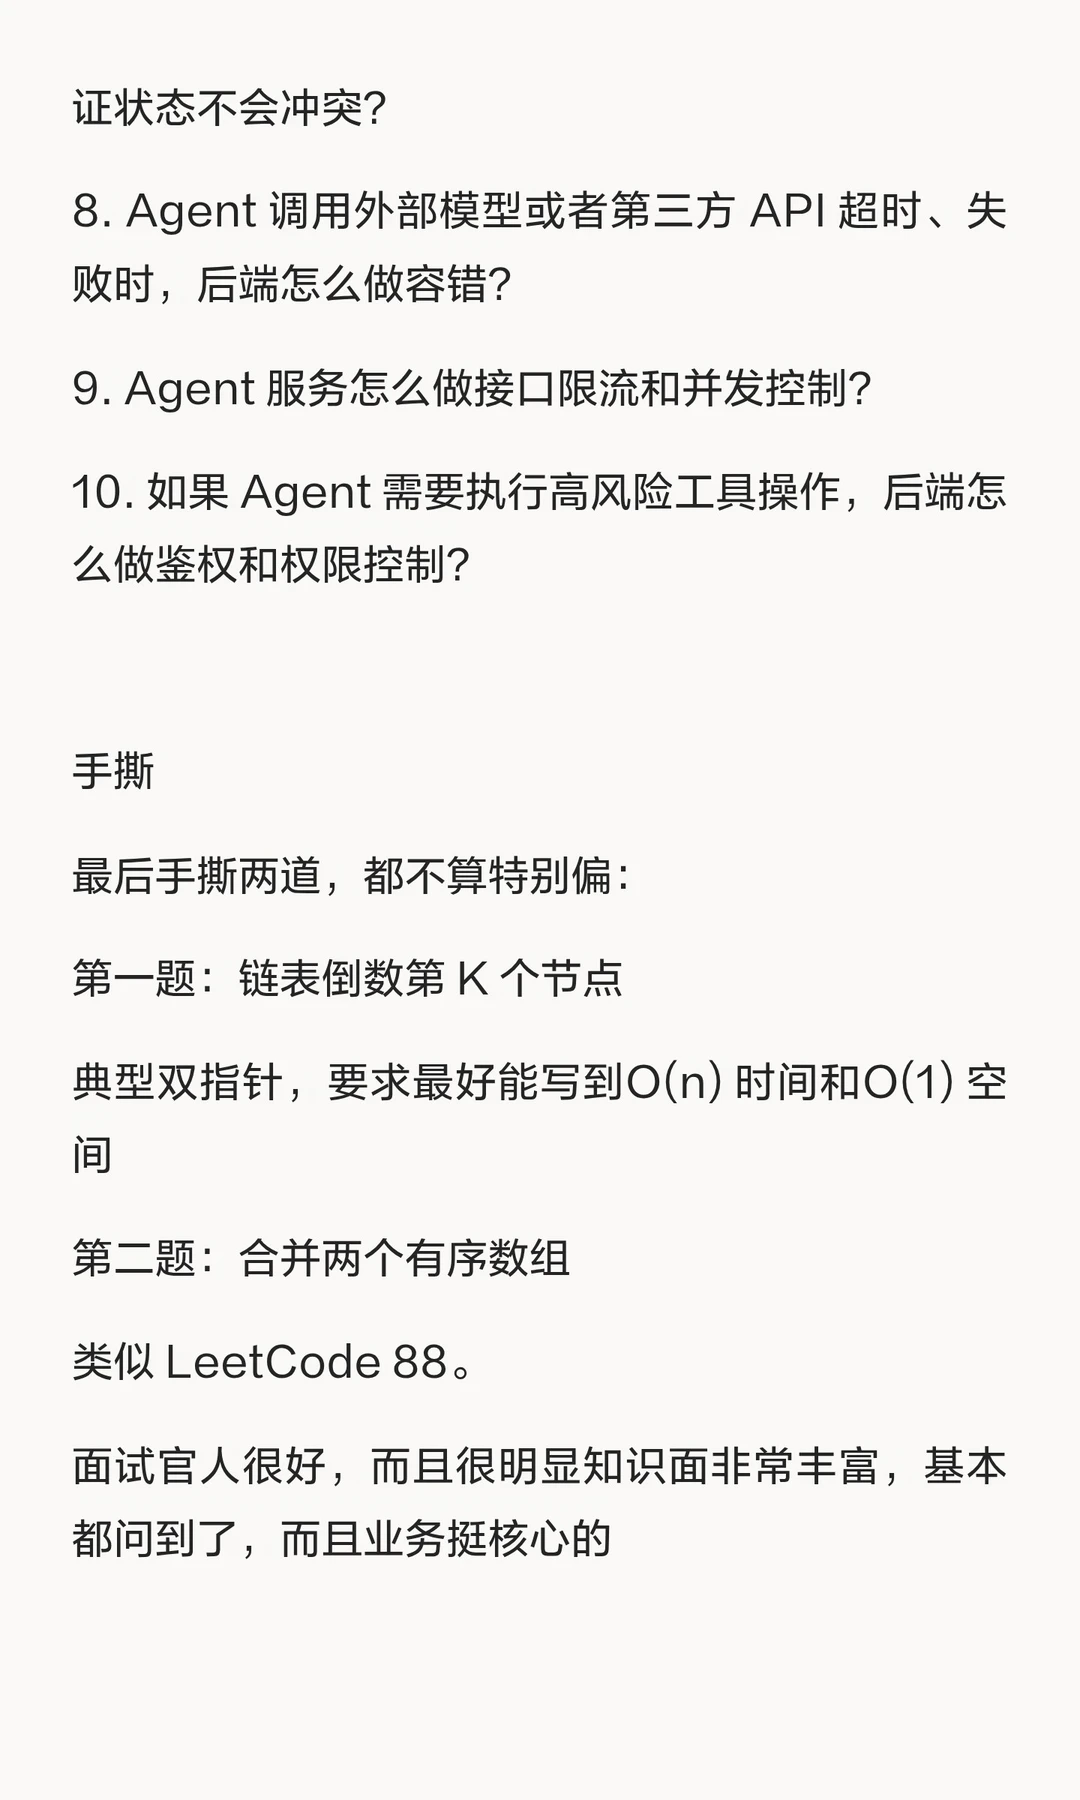 证状态不会冲突？
8. Agent 调用外部模型或者第三方 API 超时、失
败时，后端怎么做容错？
9. Agent 服务怎么做接口限流和并发控制？
10. 如果 Agent 需要执行高风险工具操作，后端怎
么做鉴权和权限控制？
手撕
最后手撕两道，都不算特别偏：
第一题：链表倒数第 K 个节点
典型双指针，要求最好能写到O(n) 时间和O(1) 空
间
第二题：合并两个有序数组
类似 LeetCode 88。
面试官人很好，而且很明显知识面非常丰富，基本
都问到了，而且业务挺核心的